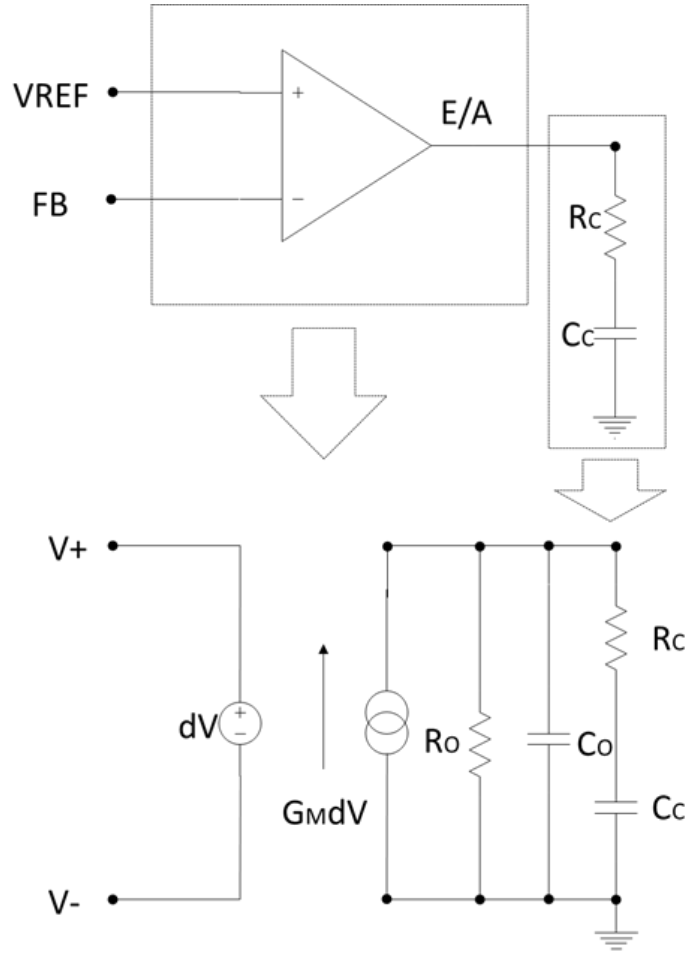 VREF
+
E/A
FB
−
RC
CC
V+
+
dV
−
GMdV
RO
CO
RC
CC
V-